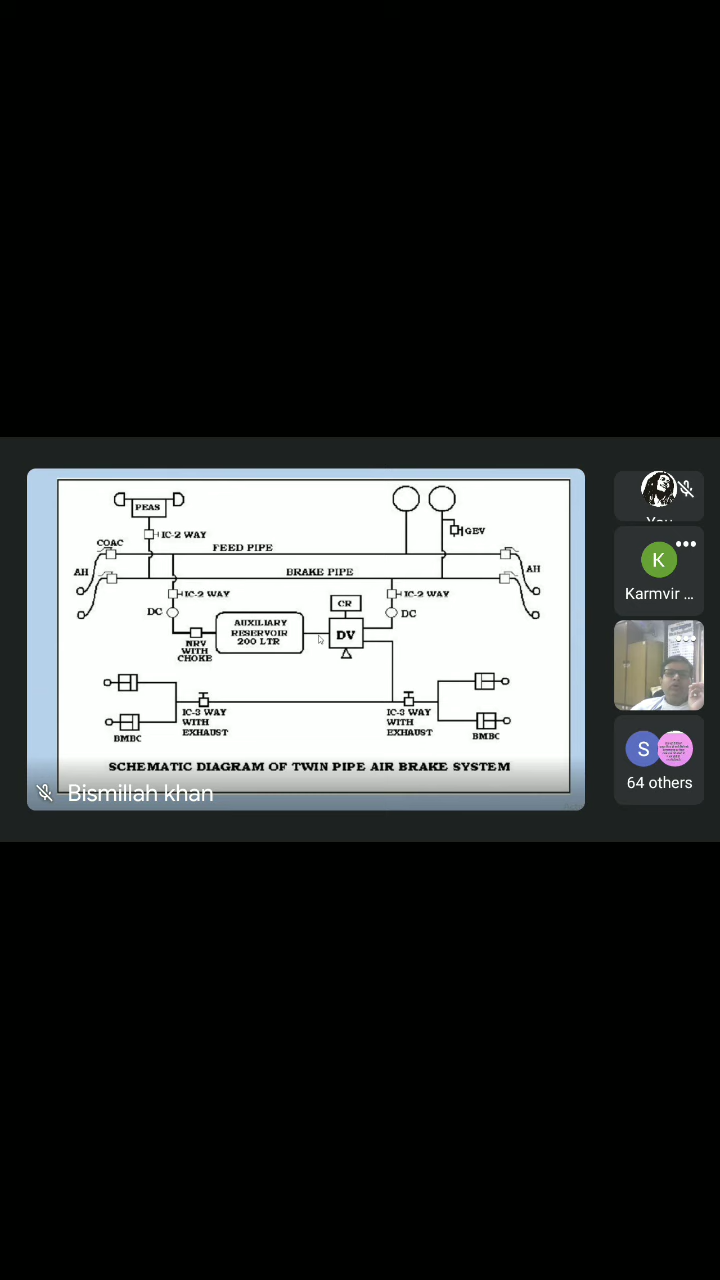 PEAS
IC-2 WAY
GEV
COAC
FEED PIPE
AH
BRAKE PIPE
AH
IC-2 WAY
IC-2 WAY
CR
DC
DC
AUXILIARY
RESERVOIR
200 LTR
DV
NRV
WITH
CHOKE
IC-3 WAY
WITH
EXHAUST
IC-3 WAY
WITH
EXHAUST
BMBC
BMBC
SCHEMATIC DIAGRAM OF TWIN PIPE AIR BRAKE SYSTEM
Bismillah khan
K
Karmvir ...
S
64 others